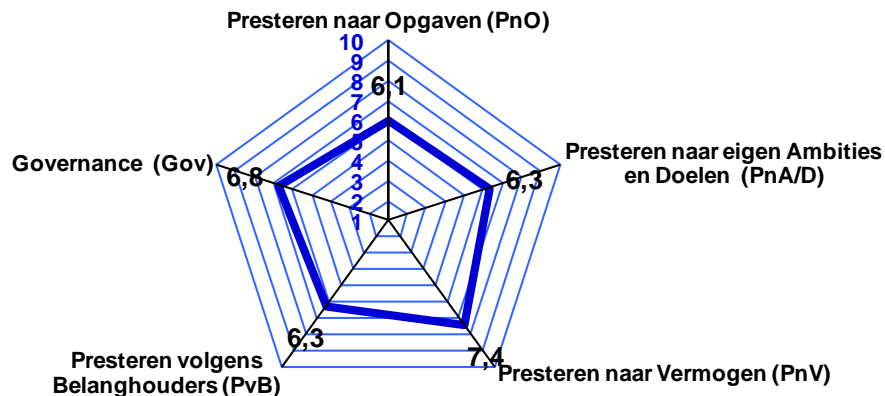 Presteren naar Opgaven (PnO)
10
9
8
7
6
5
4
3
2
1
6,1
Governance (Gov)
6,8
Presteren naar eigen Ambities
en Doelen (PnA/D)
6,3
6,3
7,4
Presteren volgens
Belanghouders (PvB)
Presteren naar Vermogen (PnV)